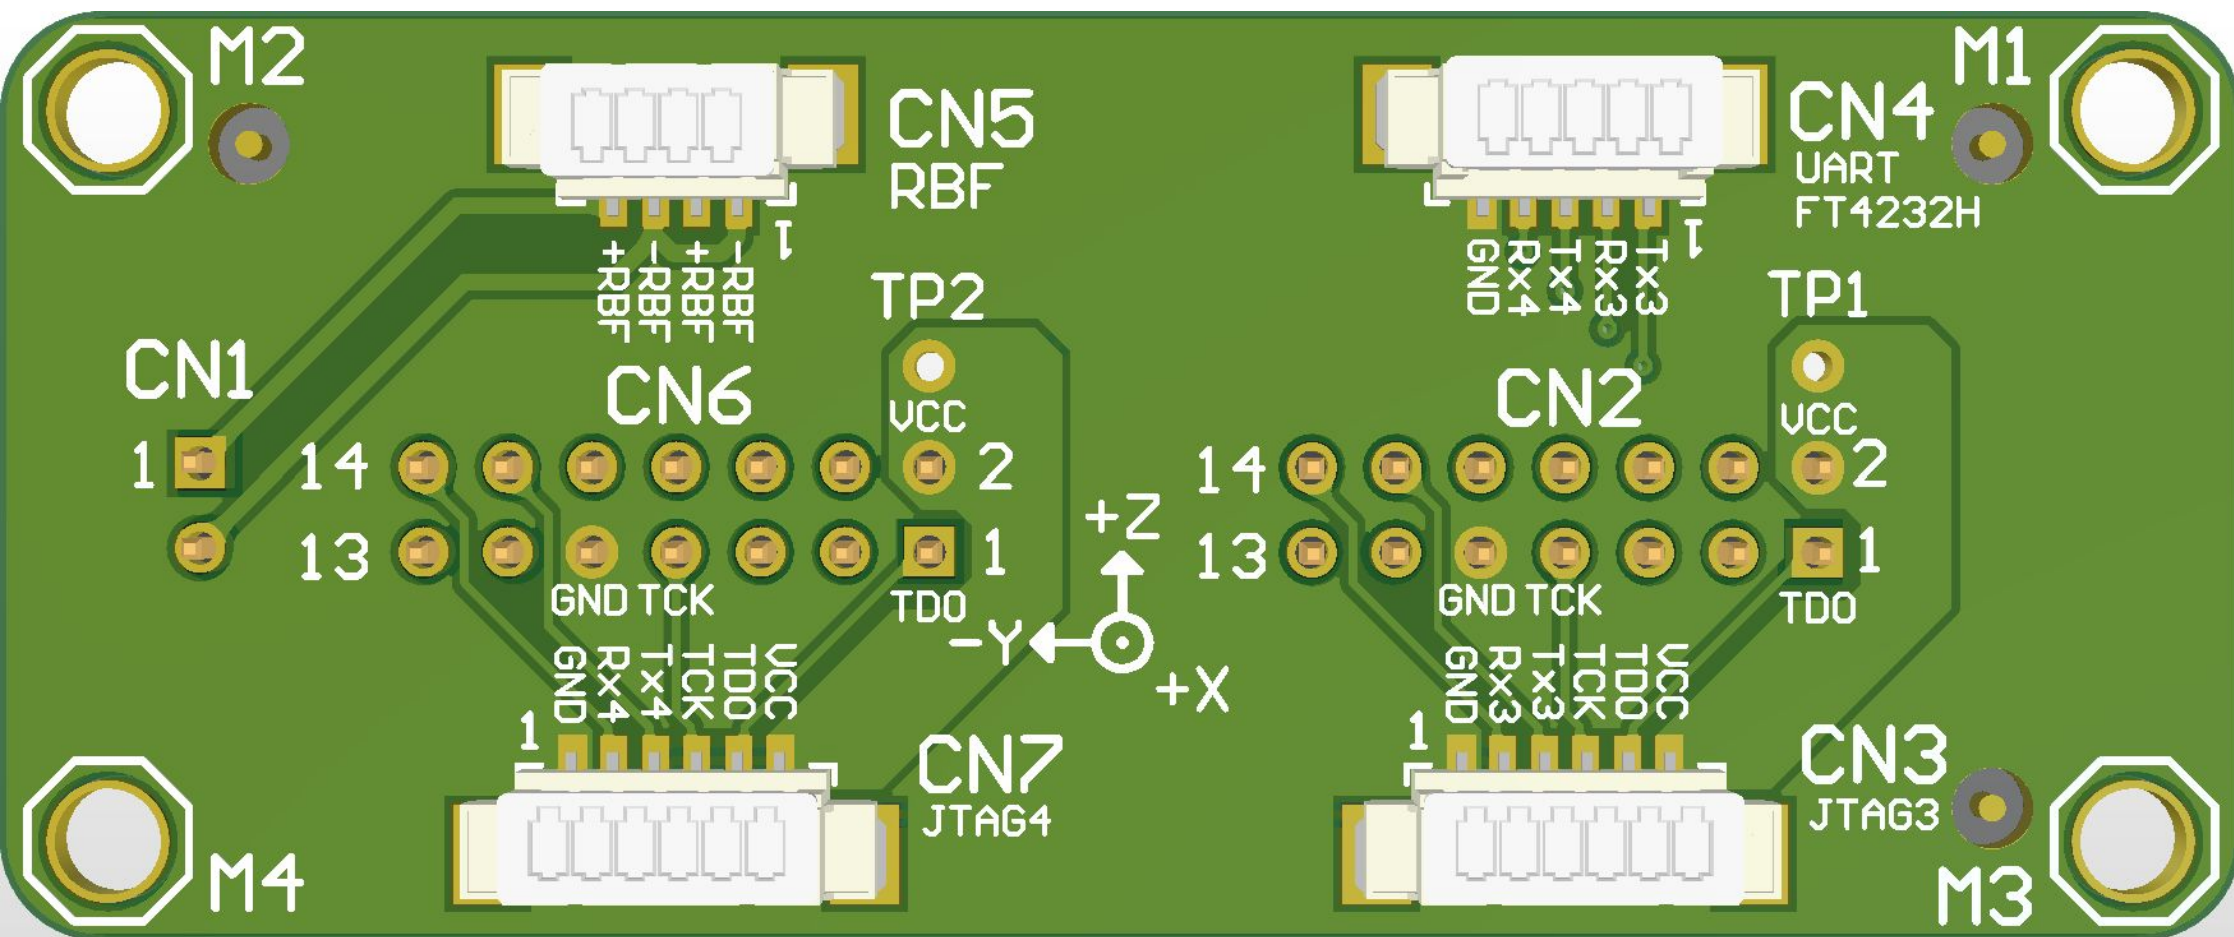 M2
M1
CN5
RBF
CN4
UART
FT4232H
1
1
+RBF
-RBF
+RBF
-RBF
GND
Rx4
Tx4
Rx3
Tx3
TP2
TP1
CN1
CN6
CN2
VCC
VCC
1
14
2
14
2
13
1
13
1
GND TCK
TDO
GND TCK
TDO
+Z
-Y
+X
GND
Rx4
Tx4
TCK
TDO
VCC
GND
Rx3
Tx3
TCK
TDO
VCC
1
1
CN7
JTAG4
CN3
JTAG3
M4
M3